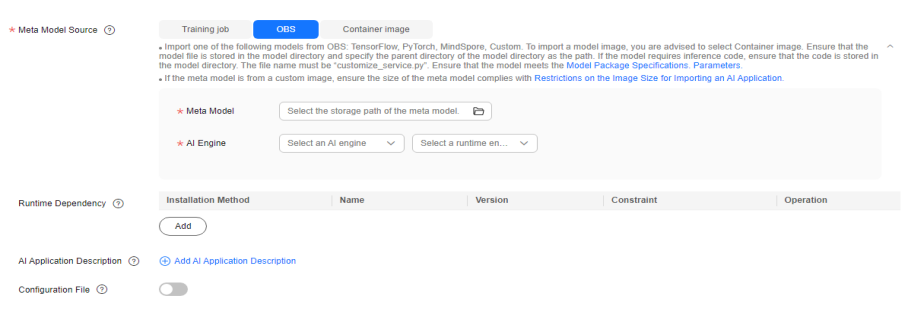 * Meta Model Source ?
Training job OBS Container image
• Import one of the following models from OBS: TensorFlow, PyTorch, MindSpore, Custom. To import a model image, you are advised to select Container image. Ensure that the
model file is stored in the model directory and specify the parent directory of the model directory as the path. If the model requires inference code, ensure that the code is stored in
the model directory. The file name must be "customize_service.py". Ensure that the model meets the Model Package Specifications. Parameters.
• If the meta model is from a custom image, ensure the size of the meta model complies with Restrictions on the Image Size for Importing an AI Application.
* Meta Model Select the storage path of the meta model.
* AI Engine Select an AI engine Select a runtime en...
Runtime Dependency ?
Installation Method Name Version Constraint Operation
Add
AI Application Description ? Add AI Application Description
Configuration File ?